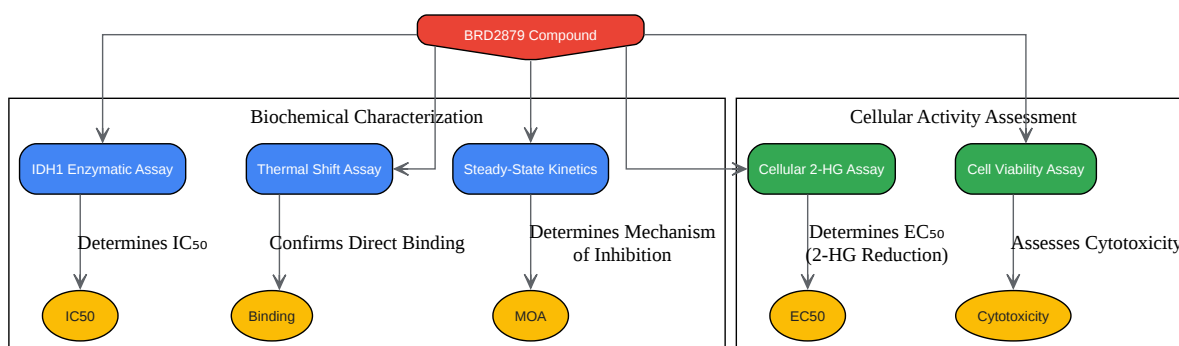 BRD2879 Compound
Biochemical Characterization
Cellular Activity Assessment
IDH1 Enzymatic Assay
Thermal Shift Assay
Steady-State Kinetics
Cellular 2-HG Assay
Cell Viability Assay
Determines IC₅₀
Confirms Direct Binding
Determines Mechanism
of Inhibition
Determines EC₅₀
(2-HG Reduction)
Assesses Cytotoxicity
IC50
Binding
MOA
EC50
Cytotoxicity